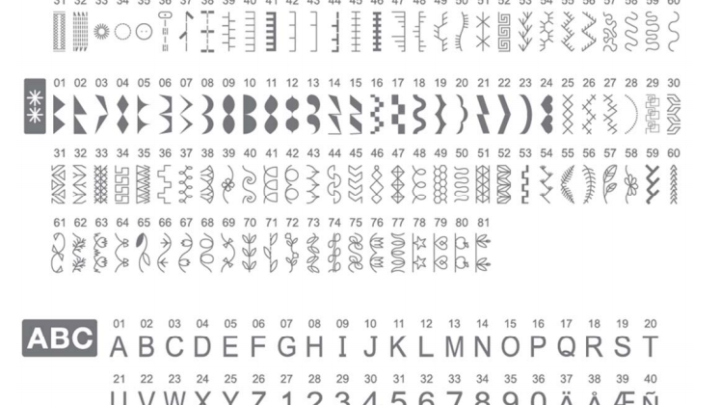 31 32 33 34 35 36 37 38 39 40 41 42 43 44 45 46 47 48 49 50 51 52 53 54 55 56 57 58 59 60
** 01 02 03 04 05 06 07 08 09 10 11 12 13 14 15 16 17 18 19 20 21 22 23 24 25 26 27 28 29 30
31 32 33 34 35 36 37 38 39 40 41 42 43 44 45 46 47 48 49 50 51 52 53 54 55 56 57 58 59 60
61 62 63 64 65 66 67 68 69 70 71 72 73 74 75 76 77 78 79 80 81
01 02 03 04 05 06 07 08 09 10 11 12 13 14 15 16 17 18 19 20
ABC A B C D E F G H I J K L M N O P Q R S T
21 22 23 24 25 26 27 28 29 30 31 32 33 34 35 36 37 38 39 40
U V W X Y Z 1 2 3 4 5 6 7 8 9 0 Ä Å Æ Ñ